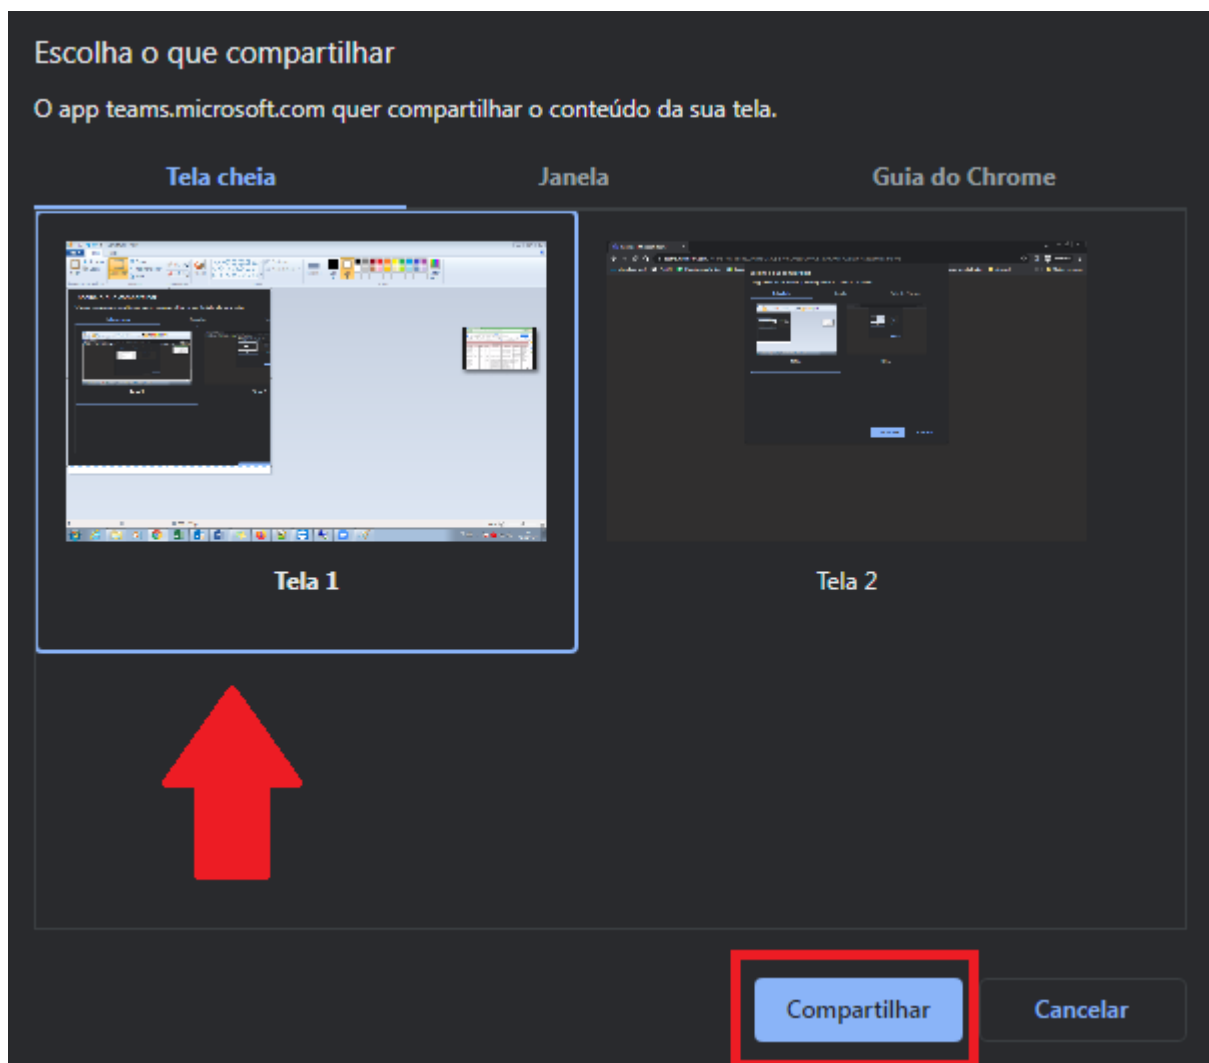 Escolha o que compartilhar
O app teams.microsoft.com quer compartilhar o conteúdo da sua tela.
Tela cheia
Janela
Guia do Chrome
Tela 1
Tela 2
Compartilhar
Cancelar